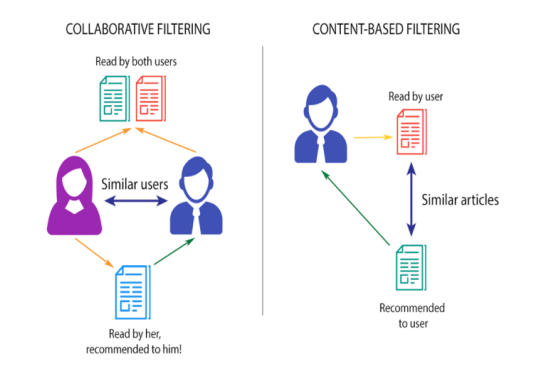 COLLABORATIVE FILTERING
Read by both users
Similar users
Read by her,
recommended to him!
CONTENT-BASED FILTERING
Read by user
Similar articles
Recommended
to user